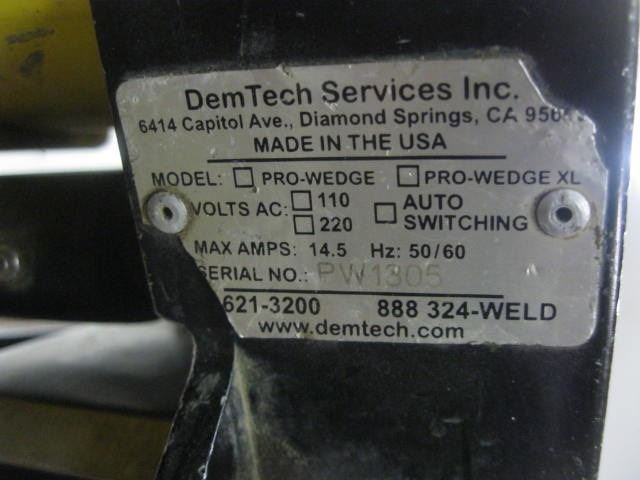 DemTech Services Inc.
6414 Capitol Ave., Diamond Springs, CA
MADE IN THE USA
MODEL: PRO-WEDGE PRO-WEDGE XL
VOLTS AC: 110 AUTO
220 SWITCHING
MAX AMPS: 14.5 Hz: 50/60
SERIAL NO.: PW1305
621-3200 888 324-WELD
www.demtech.com